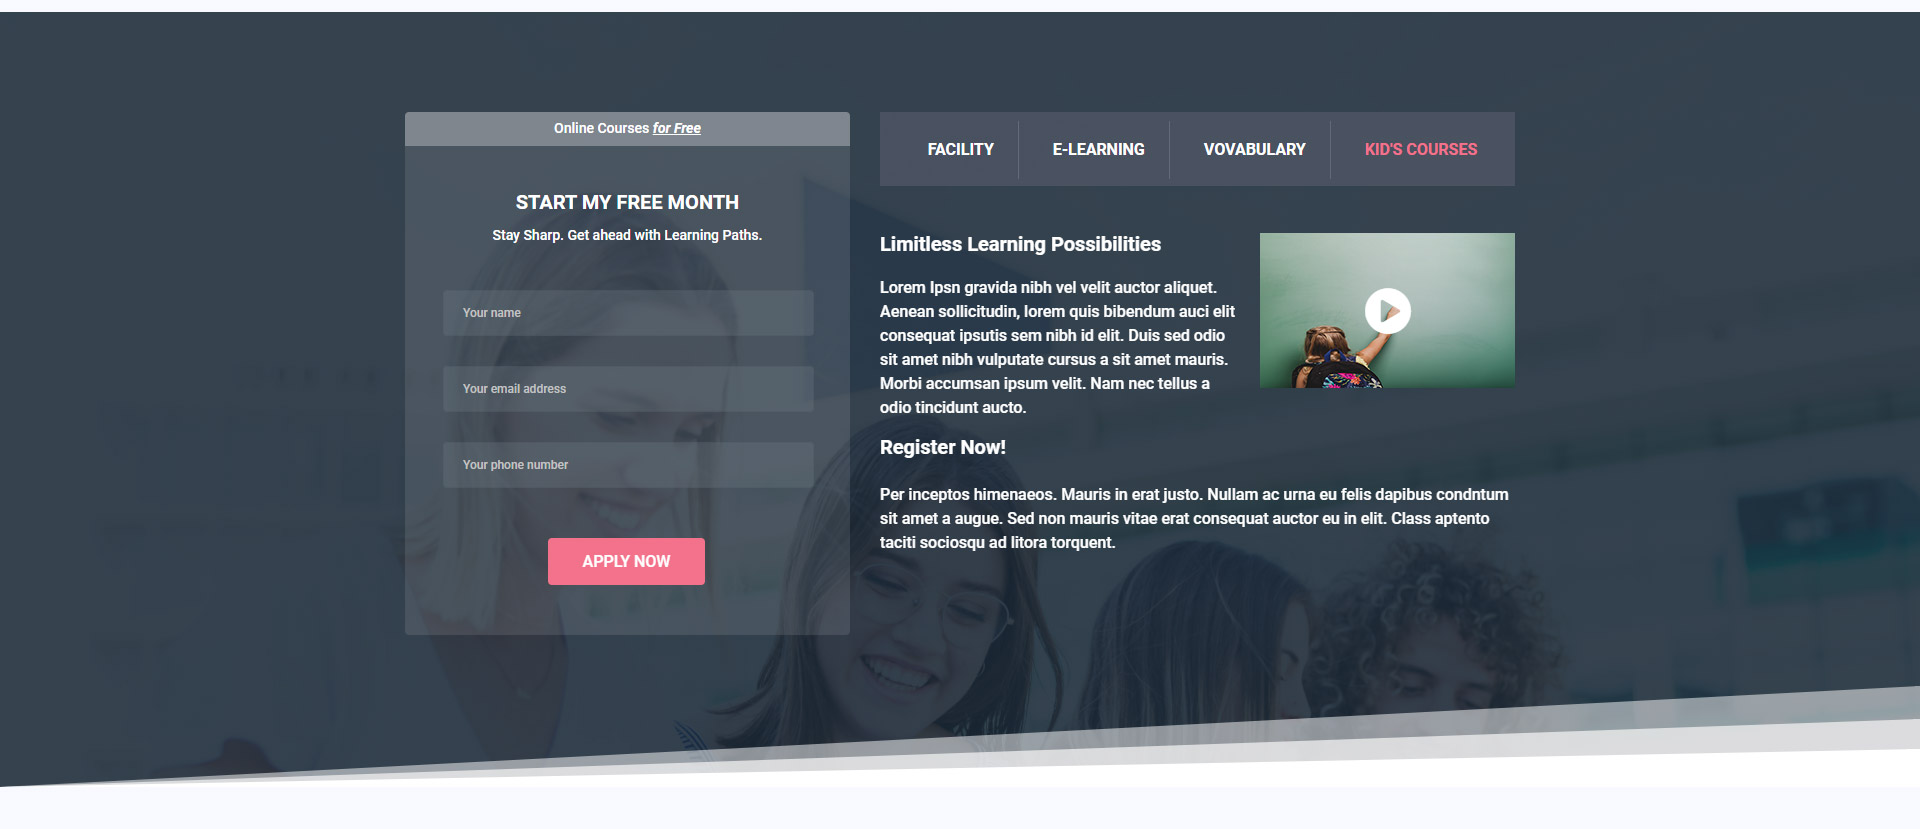 Online Courses for Free
START MY FREE MONTH
Stay Sharp. Get ahead with Learning Paths.
Your name
Your email address
Your phone number
APPLY NOW
FACILITY E-LEARNING VOVABULARY KID'S COURSES
Limitless Learning Possibilities
Lorem Ipsn gravida nibh vel velit auctor aliquet.
Aenean sollicitudin, lorem quis bibendum auci elit
consequat ipsutis sem nibh id elit. Duis sed odio
sit amet nibh vulputate cursus a sit amet mauris.
Morbi accumsan ipsum velit. Nam nec tellus a
odio tincidunt aucto.
Register Now!
Per inceptos himenaeos. Mauris in erat justo. Nullam ac urna eu felis dapibus condntum
sit amet a augue. Sed non mauris vitae erat consequat auctor eu in elit. Class aptento
taciti sociosqu ad litora torquent.